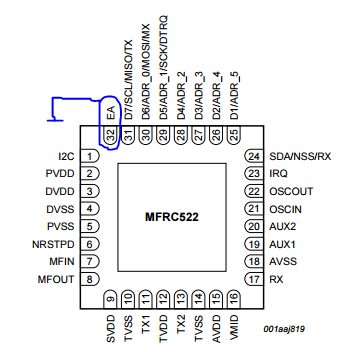 EA
D7/SCL/MISO/TX
D6/ADR_0/MOSI/MX
D5/ADR_1/SCK/DTRQ
D4/ADR_2
D3/ADR_3
D2/ADR_4
D1/ADR_5
32 31 30 29 28 27 26 25
I2C 1 24 SDA/NSS/RX
PVDD 2 23 IRQ
DVDD 3 22 OSCOUT
DVSS 4 21 OSCIN
PVSS 5 20 AUX2
NRSTPD 6 19 AUX1
MFIN 7 18 AVSS
MFOUT 8 17 RX
MFRC522
9 10 11 12 13 14 15 16
SVDD
TVSS
TX1
TVDD
TX2
TVSS
AVDD
VMID
001aaj819